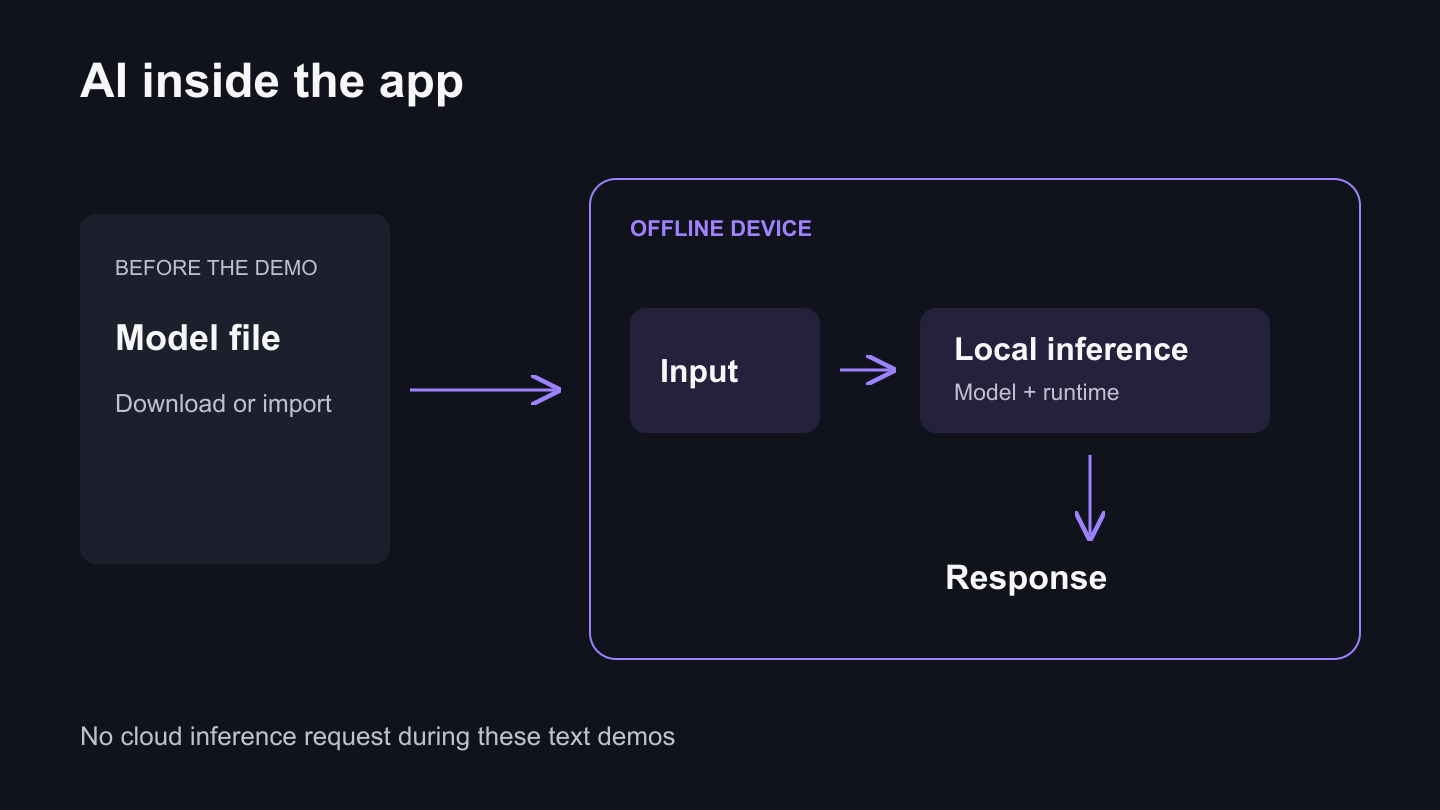 AI inside the app
BEFORE THE DEMO
Model file
Download or import
OFFLINE DEVICE
Input
Local inference
Model + runtime
Response
No cloud inference request during these text demos